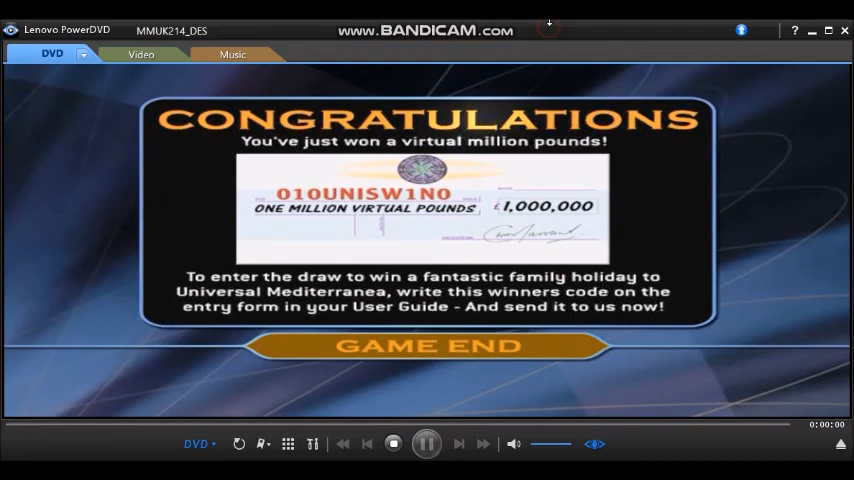 Lenovo PowerDVD MMUK214_DES www.BANDICAM.com ?
DVD Video Music
CONGRATULATIONS
You've just won a virtual million pounds!
010UNISW1N0
ONE MILLION VIRTUAL POUNDS £1,000,000
To enter the draw to win a fantastic family holiday to
Universal Mediterranea, write this winners code on the
entry form in your User Guide - And send it to us now!
GAME END
0:00:00
DVD